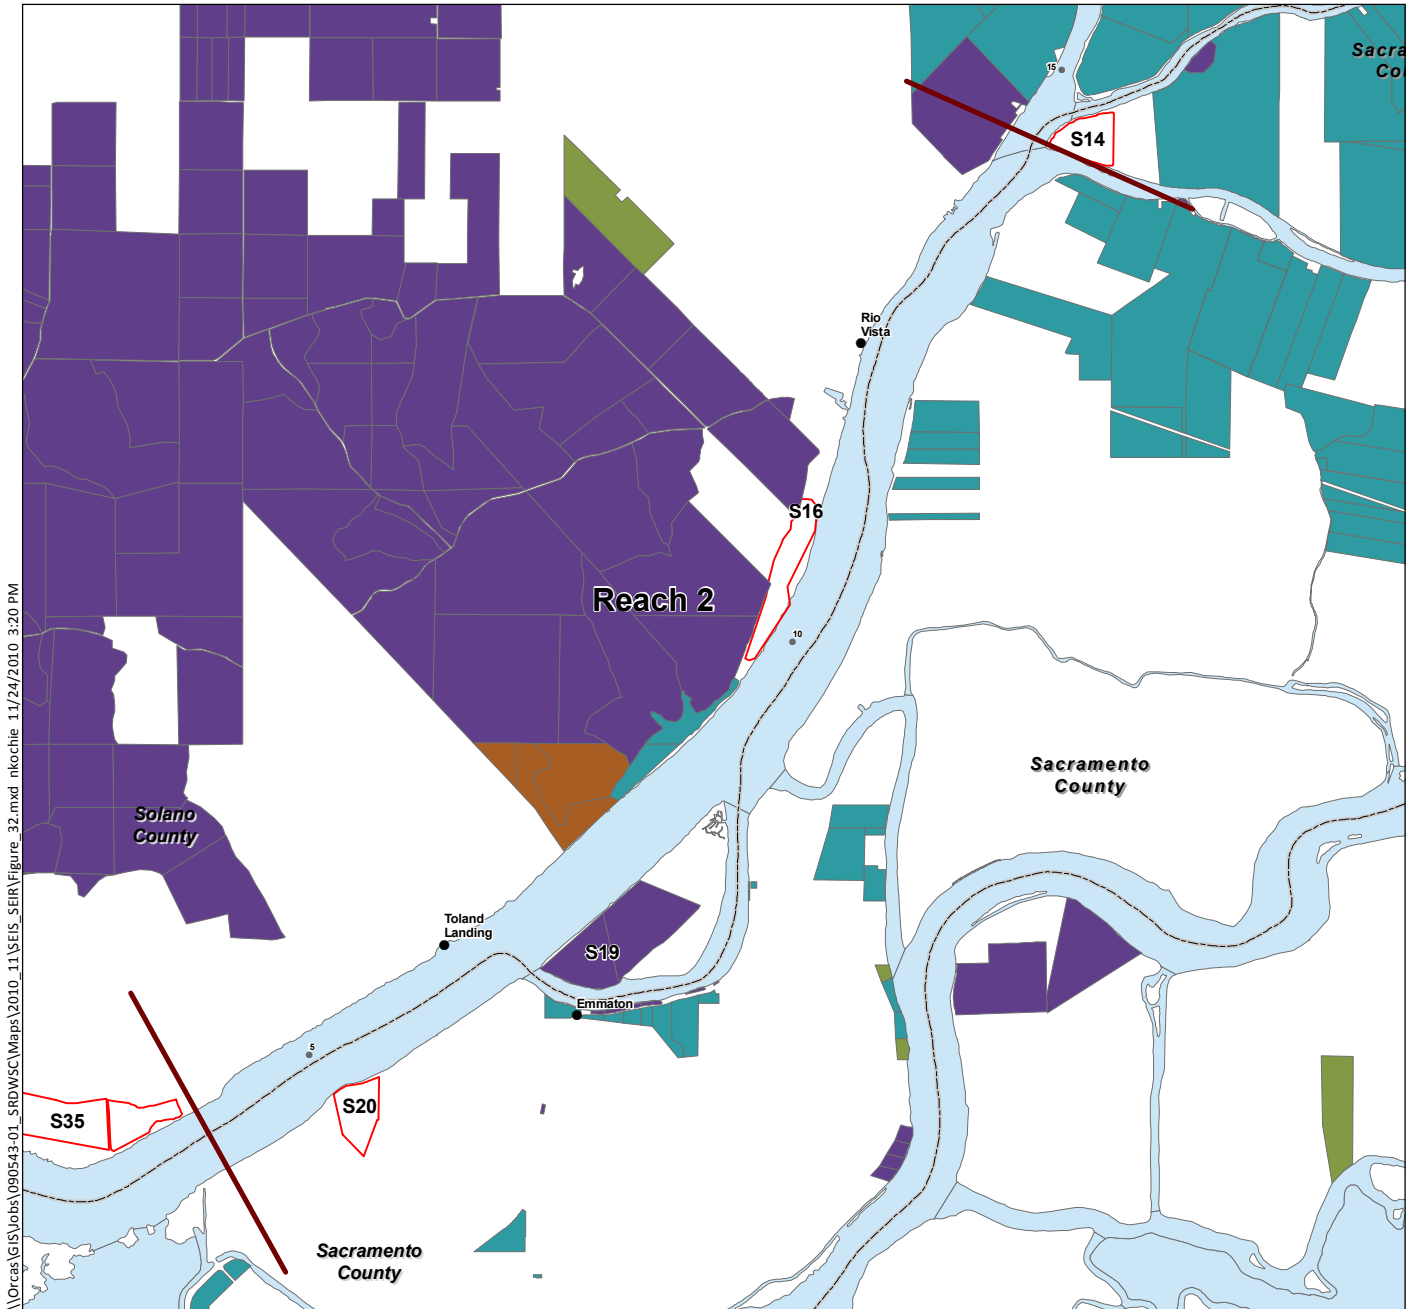 Sacra
Co
15
S14
Rio
Vista
S16
Reach 2
10
Sacramento
County
Solano
County
Toland
Landing
S19
Emmaton
5
S35
S20
Sacramento
County
\\Orcas\GIS\Jobs\090543-01_SRDWSC\Maps\2010_11\SEIS_SEIR\Figure_32.mxd nkochie 11/24/2010 3:20 PM